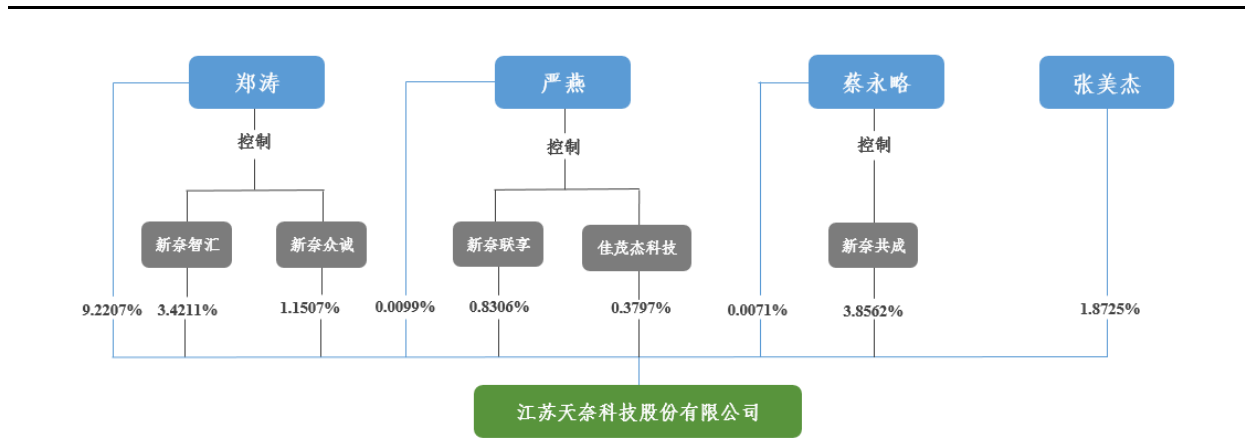 郑涛
严燕
蔡永略
张美杰
控制
控制
控制
新奈智汇
新奈众诚
新奈联享
佳茂杰科技
新奈共成
9.2207%
3.4211%
1.1507%
0.0099%
0.8306%
0.3797%
0.0071%
3.8562%
1.8725%
江苏天奈科技股份有限公司